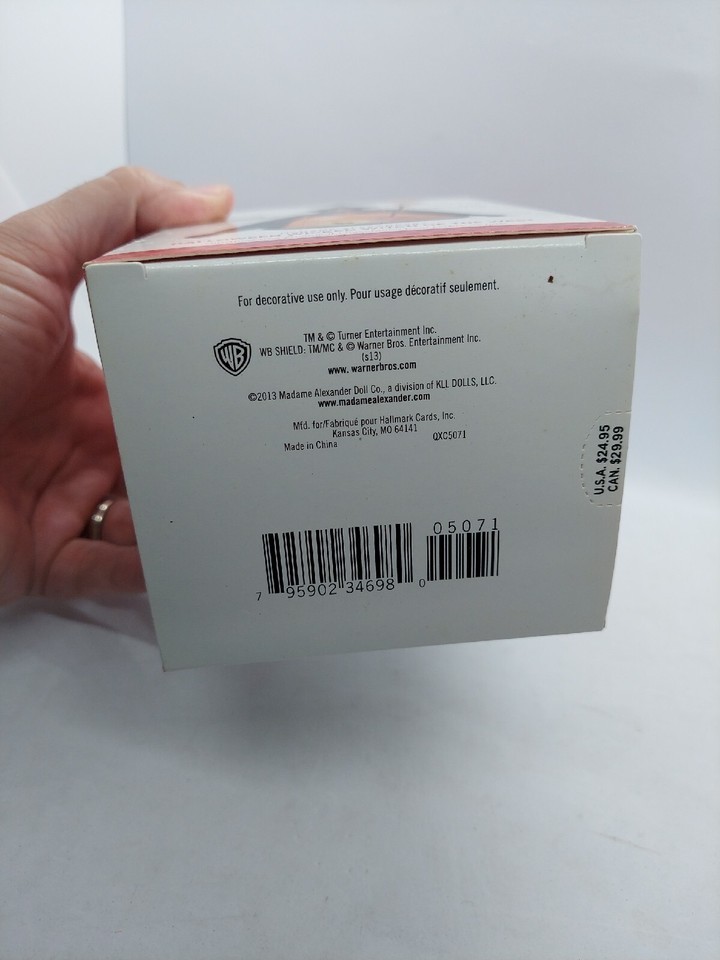 For decorative use only. Pour usage décoratif seulement.
WB
TM & © Turner Entertainment Inc.
WB SHIELD: TM/MC & © Warner Bros. Entertainment Inc.
(s13)
www. warnerbros.com
©2013 Madame Alexander Doll Co., a division of KLL DOLLS, LLC.
www.madamealexander.com
Mfd. for/Fabriqué pour Hallmark Cards, Inc.
Kansas City, MO 64141
Made in China QXC5071
U.S.A. $24.95
CAN. $29.99
05071
7 95902 34698 0